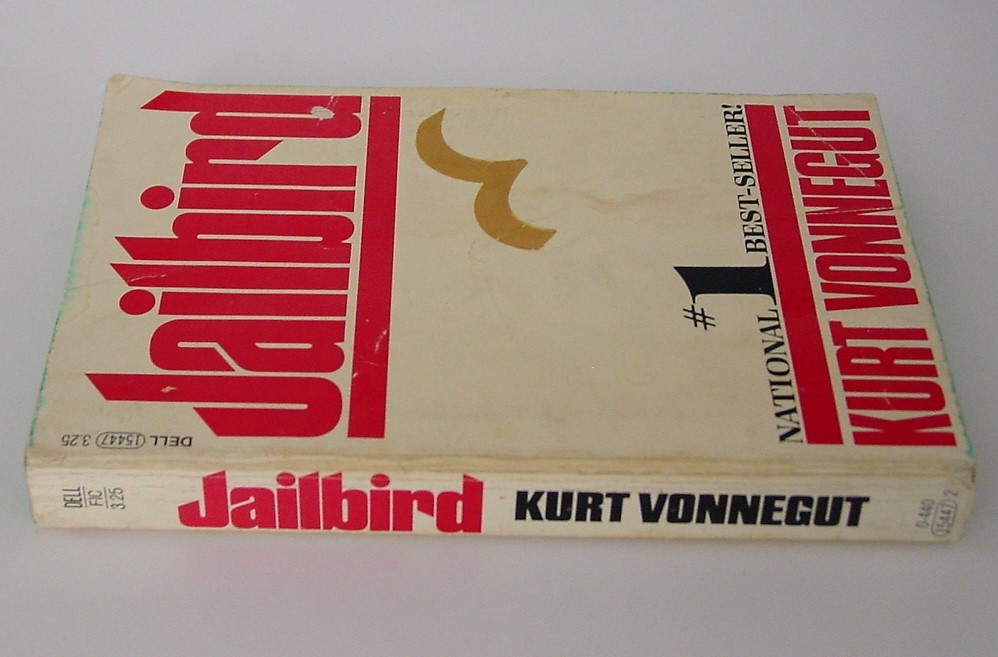 DELL 15447 3.25
Jailbird
#1
NATIONAL BEST-SELLER!
KURT VONNEGUT
DELL
FIC
3.25
Jailbird
KURT VONNEGUT
0-440
15447 2